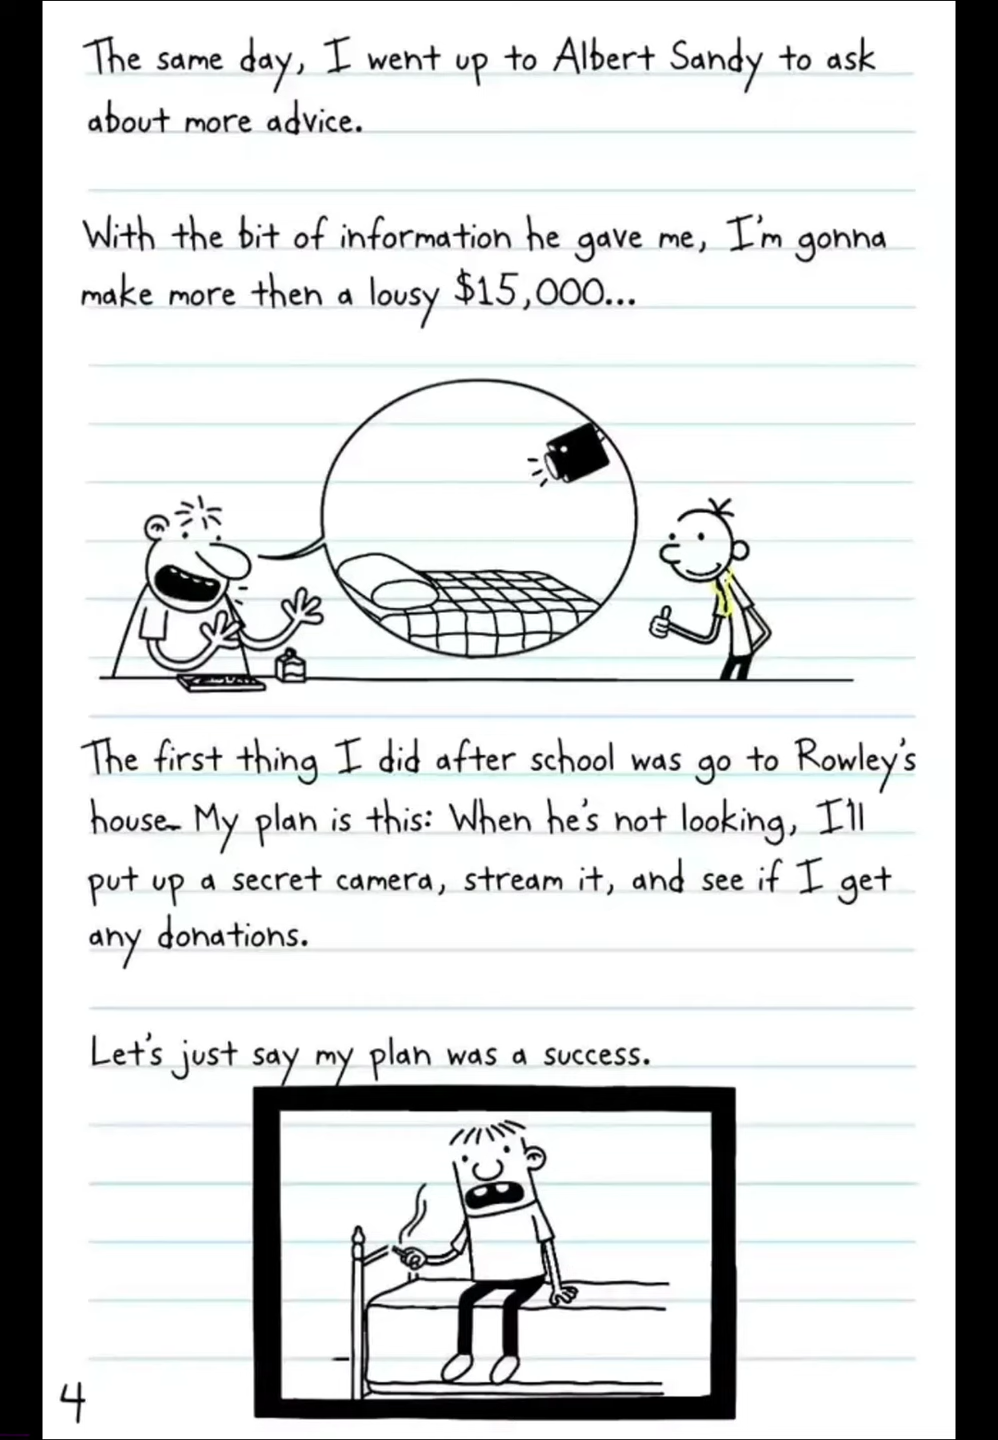 The same day, I went up to Albert Sandy to ask
about more advice.
With the bit of information he gave me, I'm gonna
make more then a lousy $15,000...
The first thing I did after school was go to Rowley's
house. My plan is this: When he's not looking, I'll
put up a secret camera, stream it, and see if I get
any donations.
Let's just say my plan was a success.
4